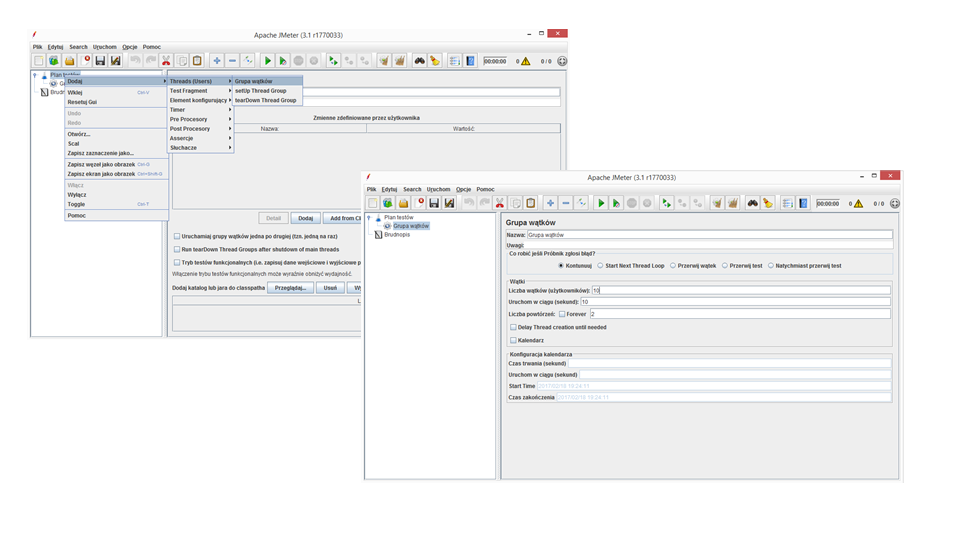 Apache JMeter (3.1 r1770033)
Plik Edytuj Search Uruchom Opcje Pomoc
00:00:00 0 0 / 0
Plan testów
Dodaj
Wklej Ctrl-V
Resetuj Gui
Undo
Redo
Otwórz...
Scal
Zapisz zaznaczenie jako...
Zapisz węzeł jako obrazek Ctrl-G
Zapisz ekran jako obrazek Ctrl+Shift-G
Włącz
Wyłącz
Toggle Ctrl-T
Pomoc
Threads (Users)
Test Fragment
Element konfigurujący
Timer
Pre Procesory
Post Procesory
Assercje
Słuchacze
Grupa wątków
setUp Thread Group
tearDown Thread Group
Zmienne zdefiniowane przez użytkownika
Nazwa: Wartość
Detail Dodaj Add from Cl
Uruchamiaj grupy wątków jedna po drugiej (tzn. jedną na raz)
Run tearDown Thread Groups after shutdown of main threads
Tryb testów funkcjonalnych (i.e. zapisuj dane wejściowe i wyjściowe p
Włączenie trybu testów funkcjonalnych może wyraźnie obniżyć wydajność.
Dodaj katalog lub jara do classpatha Przeglądaj... Usuń Wy
Apache JMeter (3.1 r1770033)
Plik Edytuj Search Uruchom Opcje Pomoc
00:00:00 0 0 / 0
Plan testów
Grupa wątków
Brudnopis
Grupa wątków
Nazwa: Grupa wątków
Uwagi:
Co robić jeśli Próbnik zgłosi błąd?
Kontunuuj Start Next Thread Loop Przerwij wątek Przerwij test Natychmiast przerwij test
Wątki
Liczba wątków (użytkowników): 10
Uruchom w ciągu (sekund): 10
Liczba powtórzeń: Forever 2
Delay Thread creation until needed
Kalendarz
Konfiguracja kalendarza
Czas trwania (sekund)
Uruchom w ciągu (sekund)
Start Time 2017/02/16 19:24:11
Czas zakończenia 2017/02/16 19:24:11